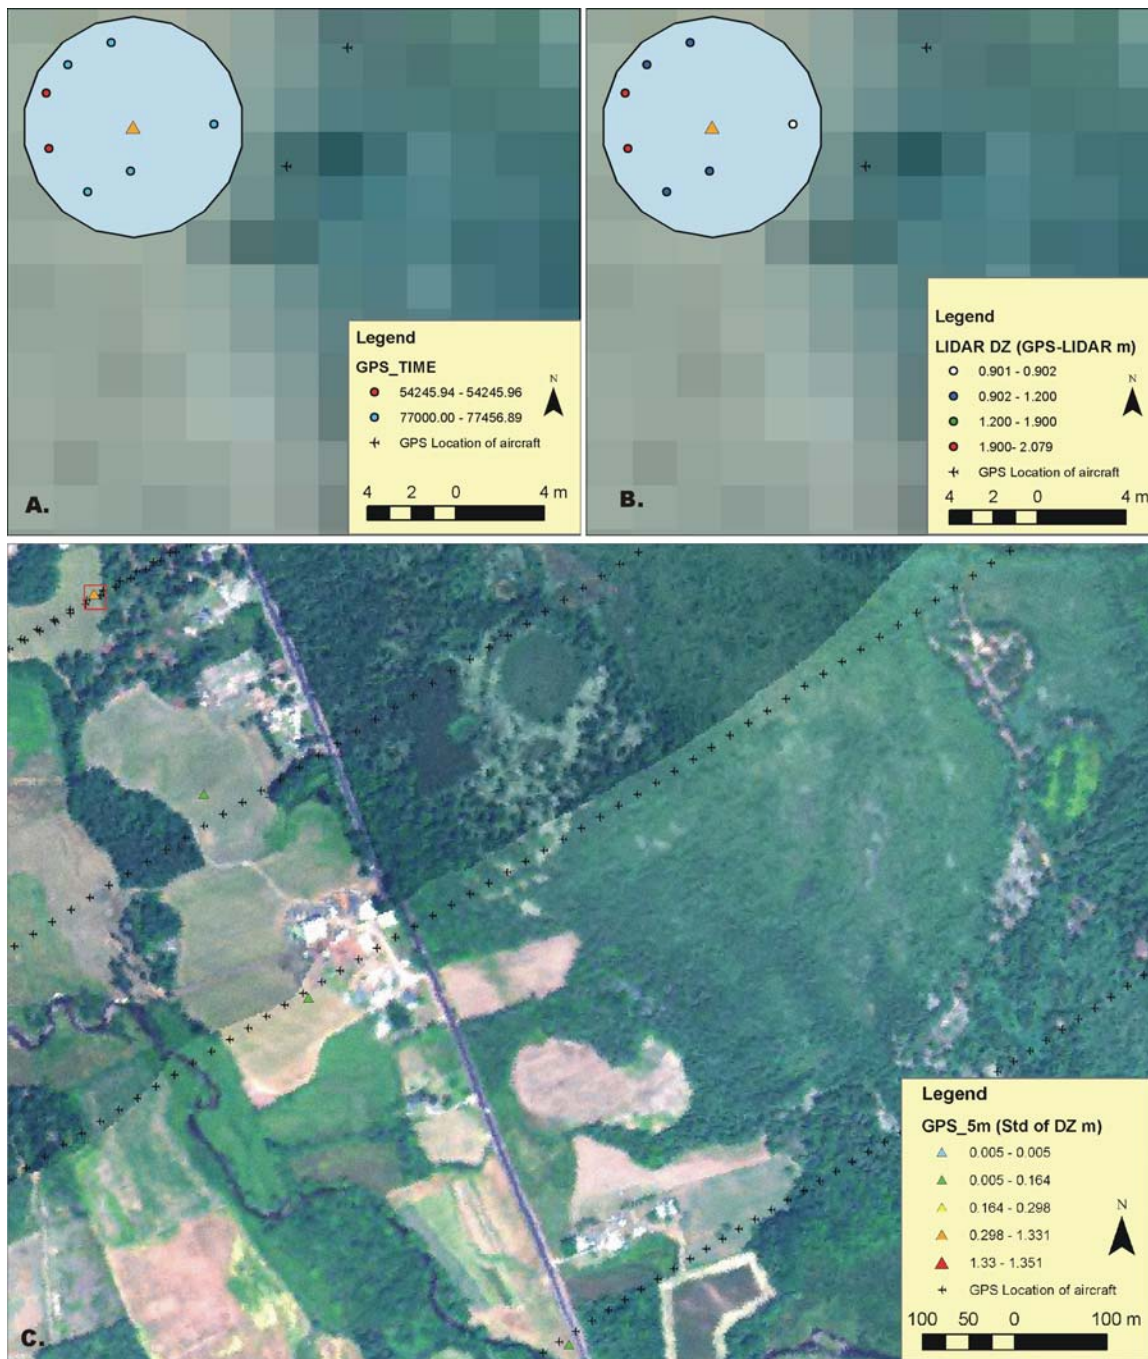 A.
Legend
GPS_TIME
54245.94 - 54245.96
77000.00 - 77456.89
GPS Location of aircraft
N
4 2 0 4 m
B.
Legend
LIDAR DZ (GPS-LIDAR m)
0.901 - 0.902
0.902 - 1.200
1.200 - 1.900
1.900- 2.079
GPS Location of aircraft
N
4 2 0 4 m
C.
Legend
GPS_5m (Std of DZ m)
0.005 - 0.005
0.005 - 0.164
0.164 - 0.298
0.298 - 1.331
1.33 - 1.351
GPS Location of aircraft
N
100 50 0 100 m